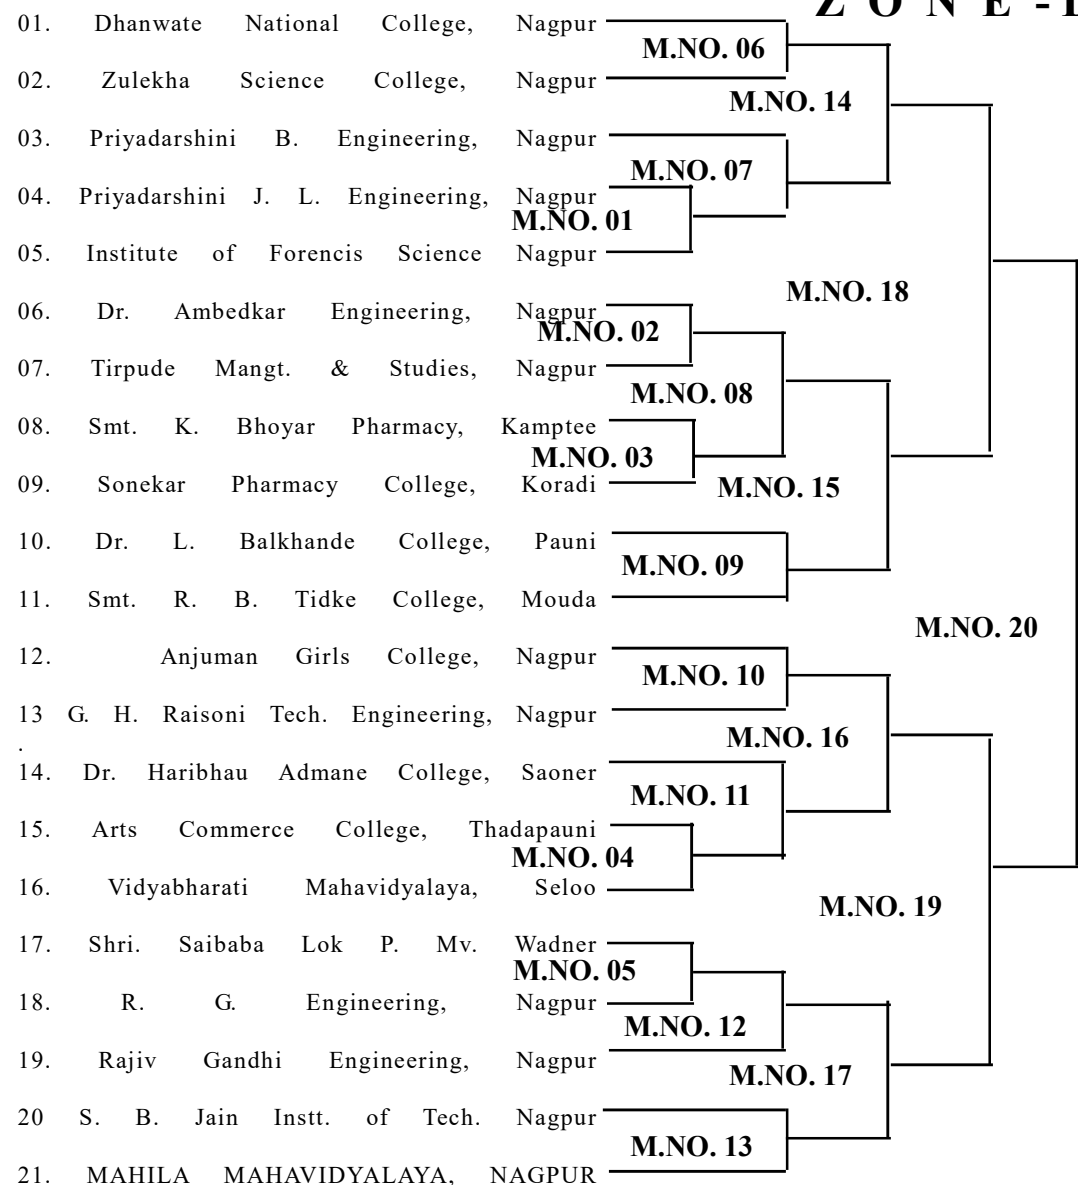 Z O N E - I
01. Dhanwate National College, Nagpur
M.NO. 06
02. Zulekha Science College, Nagpur
M.NO. 14
03. Priyadarshini B. Engineering, Nagpur
M.NO. 07
04. Priyadarshini J. L. Engineering, Nagpur
M.NO. 01
05. Institute of Forencis Science Nagpur
M.NO. 18
06. Dr. Ambedkar Engineering, Nagpur
M.NO. 02
07. Tirpude Mangt. & Studies, Nagpur
M.NO. 08
08. Smt. K. Bhoyar Pharmacy, Kamptee
M.NO. 03
09. Sonekar Pharmacy College, Koradi
M.NO. 15
10. Dr. L. Balkhande College, Pauni
M.NO. 09
11. Smt. R. B. Tidke College, Mouda
M.NO. 20
12. Anjuman Girls College, Nagpur
M.NO. 10
13 G. H. Raisoni Tech. Engineering, Nagpur
.
M.NO. 16
14. Dr. Haribhau Admane College, Saoner
M.NO. 11
15. Arts Commerce College, Thadapauni
M.NO. 04
16. Vidyabharati Mahavidyalaya, Seloo
M.NO. 19
17. Shri. Saibaba Lok P. Mv. Wadner
M.NO. 05
18. R. G. Engineering, Nagpur
M.NO. 12
19. Rajiv Gandhi Engineering, Nagpur
M.NO. 17
20 S. B. Jain Instt. of Tech. Nagpur
M.NO. 13
21. MAHILA MAHAVIDYALAYA, NAGPUR